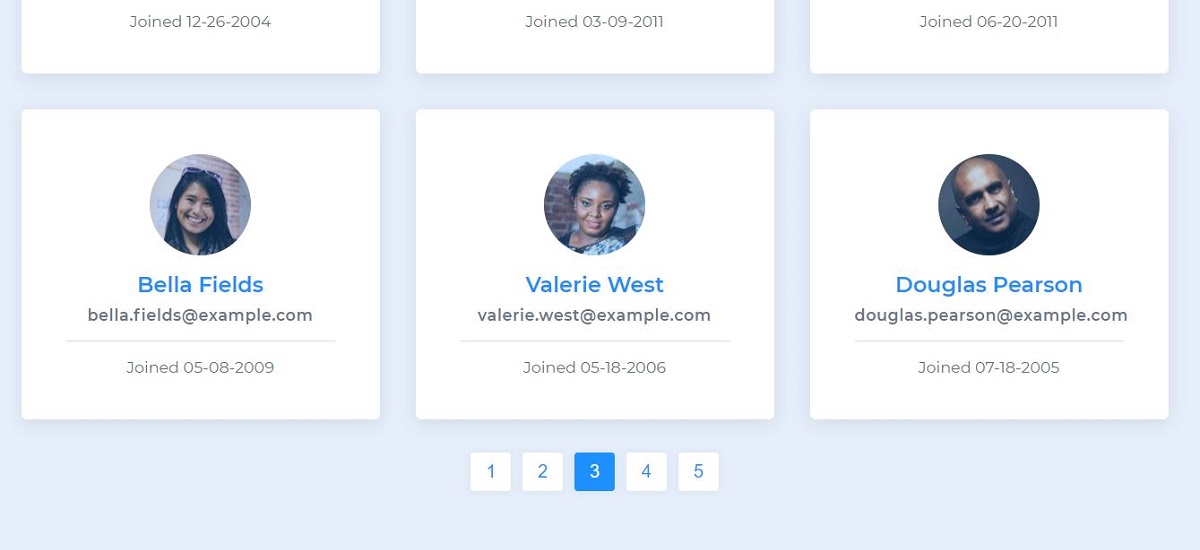 Joined 12-26-2004
Joined 03-09-2011
Joined 06-20-2011
Bella Fields
bella.fields@example.com
Joined 05-08-2009
Valerie West
valerie.west@example.com
Joined 05-18-2006
Douglas Pearson
douglas.pearson@example.com
Joined 07-18-2005
1 2 3 4 5